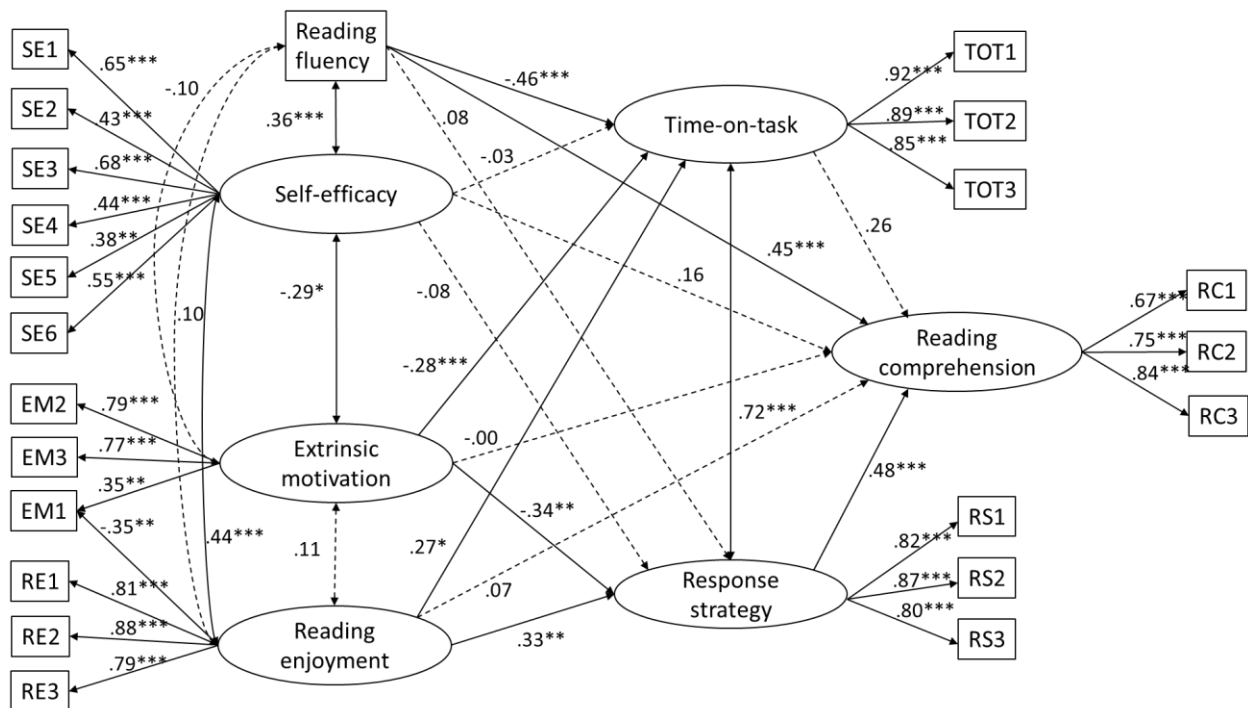 SE1
SE2
SE3
SE4
SE5
SE6
EM2
EM3
EM1
RE1
RE2
RE3
.65***
.43***
.68***
.44***
.38**
.55***
.79***
.77***
.35**
-.35**
.81***
.88***
.79***
-.10
.10
.44***
Reading
fluency
.36***
Self-efficacy
-.29*
Extrinsic
motivation
.11
Reading
enjoyment
-.46***
.08
-.03
.45***
.16
-.08
-.28***
-.00
-.34**
.27*
.07
.33**
Time-on-task
.72***
Response
strategy
.26
.48***
Reading
comprehension
.92***
.89***
.85***
TOT1
TOT2
TOT3
.67***
.75***
.84***
RC1
RC2
RC3
.82***
.87***
.80***
RS1
RS2
RS3